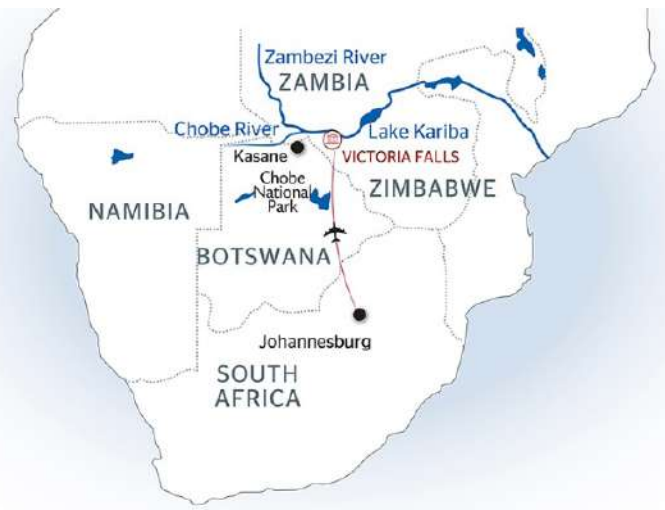 Zambezi River
ZAMBIA
Chobe River
Lake Kariba
Kasane
VICTORIA FALLS
Chobe
National
Park
ZIMBABWE
NAMIBIA
BOTSWANA
Johannesburg
SOUTH
AFRICA